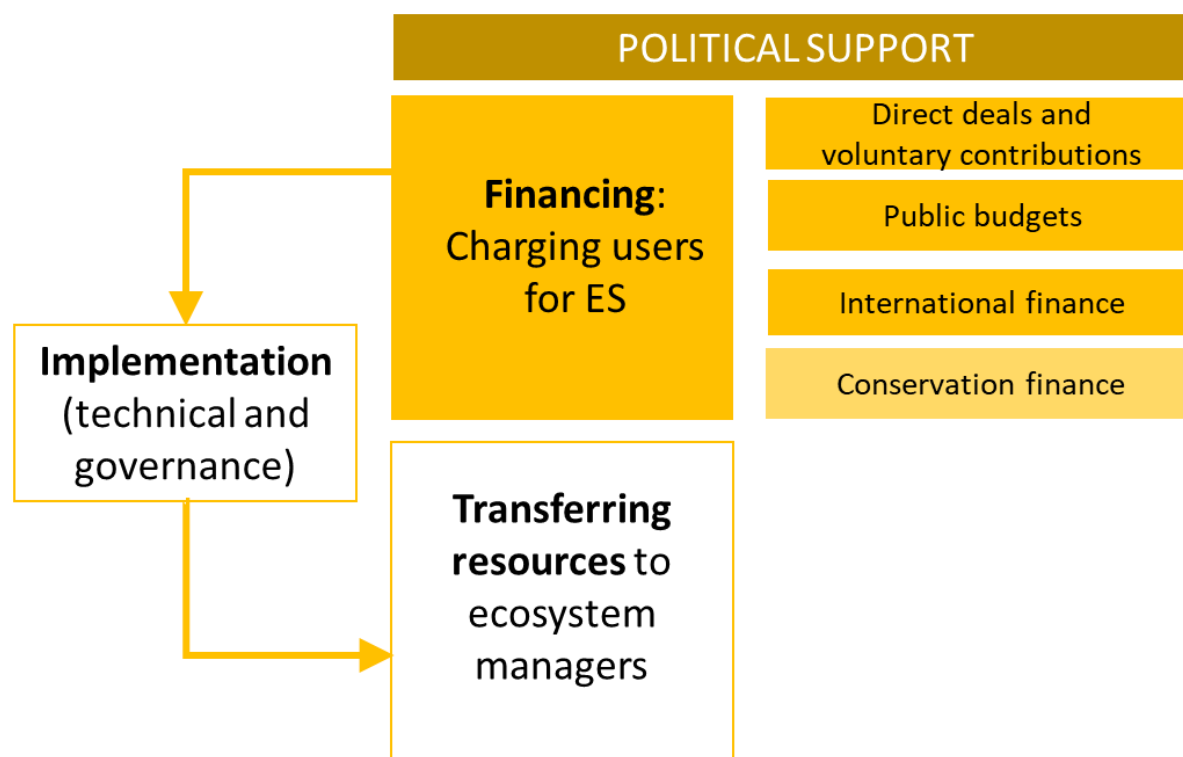 POLITICAL SUPPORT
Financing:
Charging users
for ES
Direct deals and
voluntary contributions
Public budgets
International finance
Conservation finance
Implementation
(technical and
governance)
Transferring
resources to
ecosystem
managers